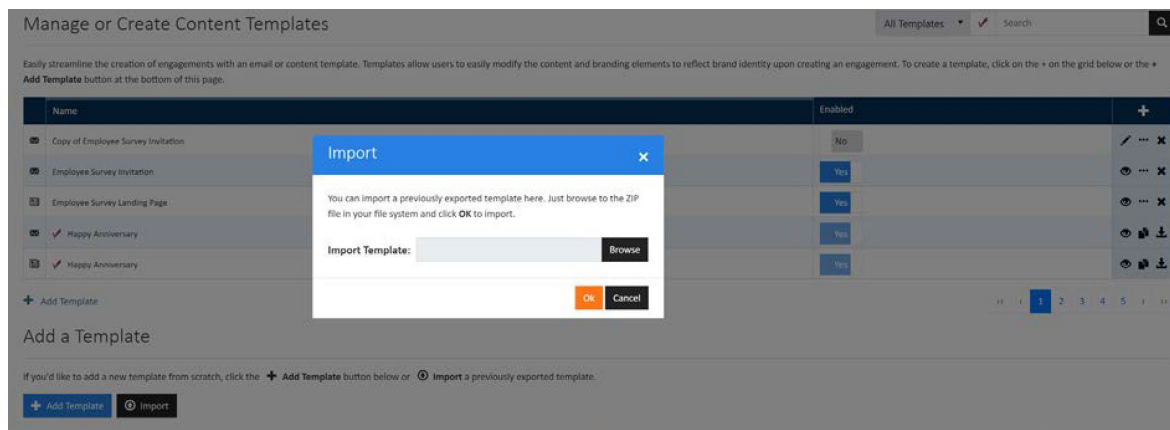 Manage or Create Content Templates
All Templates
Search
Easily streamline the creation of engagements with an email or content template. Templates allow users to easily modify the content and branding elements to reflect brand identity upon creating an engagement. To create a template, click on the + on the grid below or the +
Add Template button at the bottom of this page.
Name Enabled +
Copy of Employee Survey Invitation No
Employee Survey Invitation Yes
Employee Survey Landing Page Yes
Happy Anniversary Yes
Happy Anniversary Yes
Import
You can import a previously exported template here. Just browse to the ZIP
file in your file system and click OK to import.
Import Template: Browse
Ok Cancel
+ Add Template
1 2 3 4 5
Add a Template
If you'd like to add a new template from scratch, click the + Add Template button below or Import a previously exported template.
+ Add Template Import